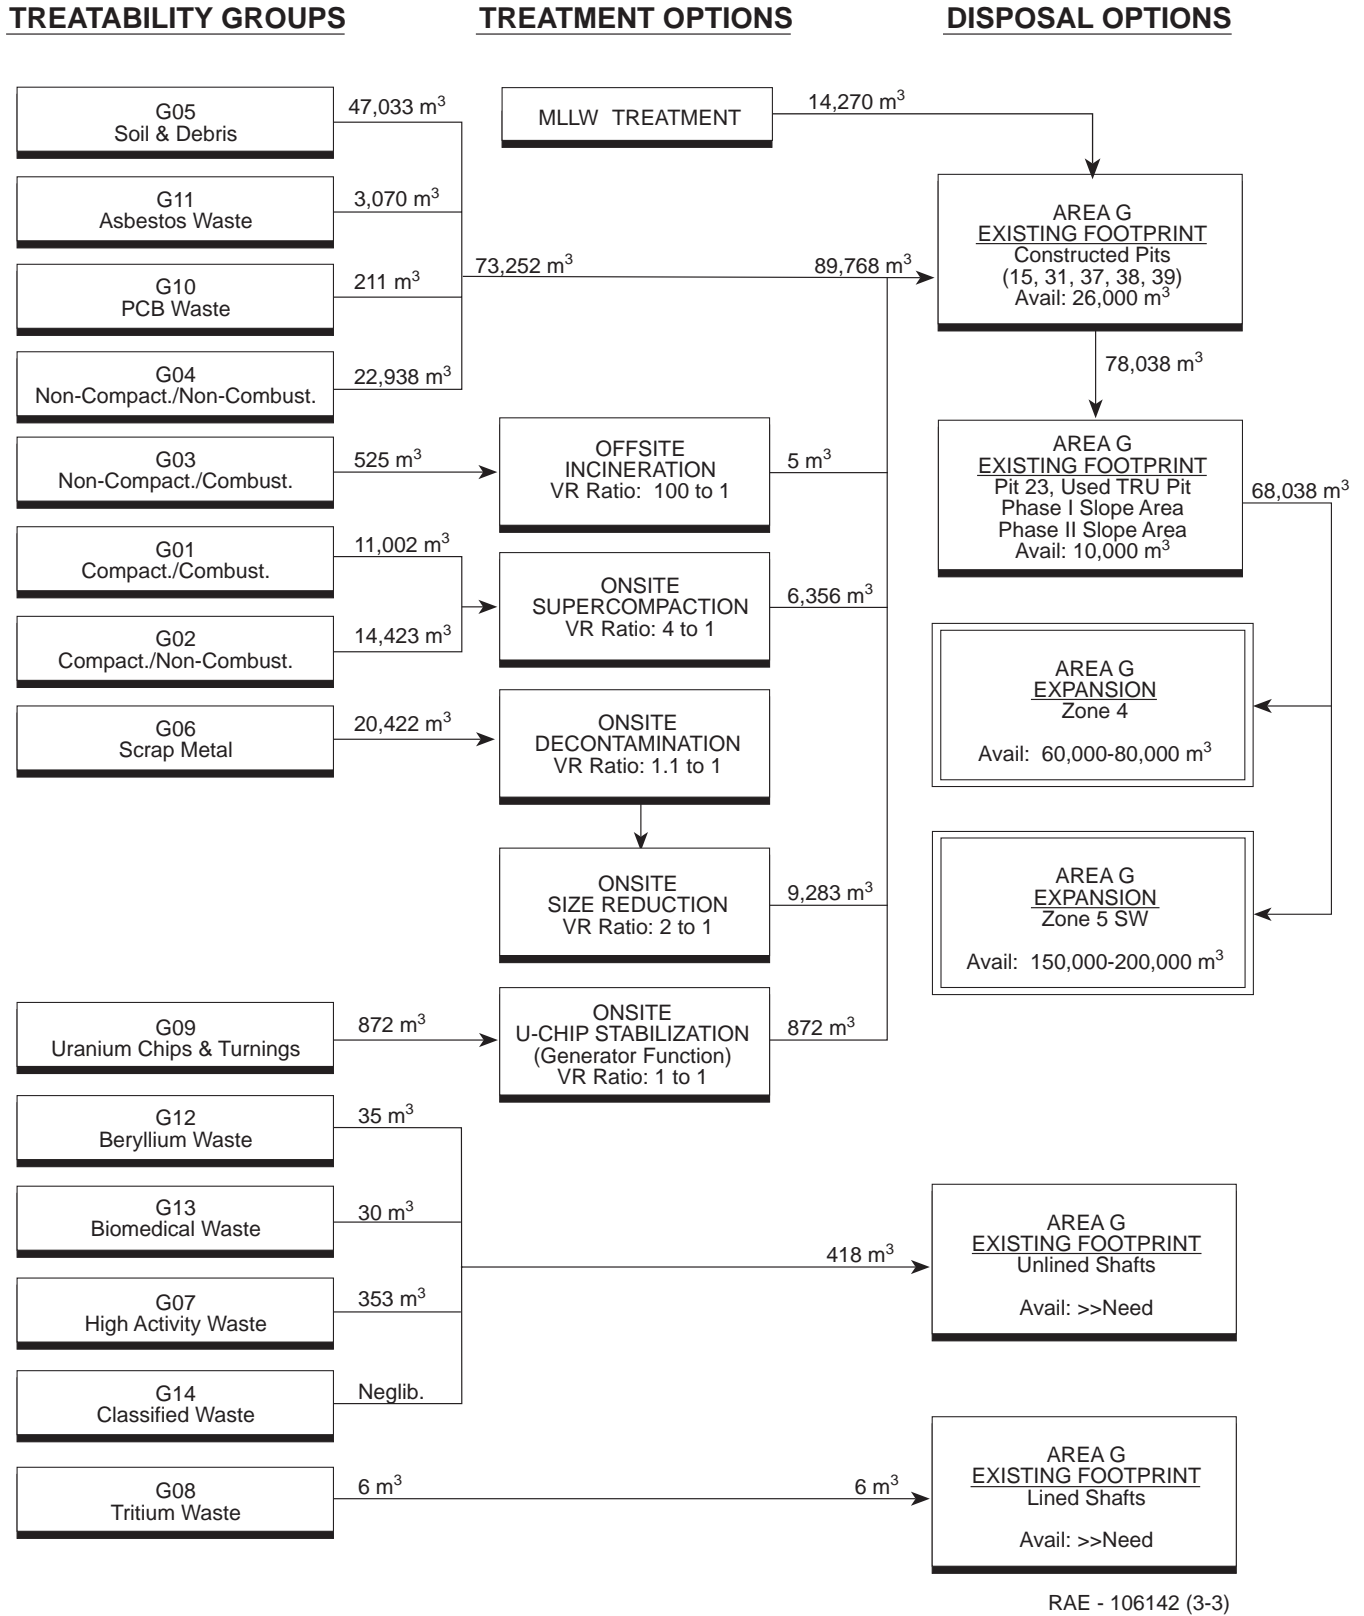 TREATABILITY GROUPS
TREATMENT OPTIONS
DISPOSAL OPTIONS
G05
Soil & Debris
47,033 m³
G11
Asbestos Waste
3,070 m³
G10
PCB Waste
211 m³
G04
Non-Compact./Non-Combust.
22,938 m³
73,252 m³
89,768 m³
MLLW TREATMENT
14,270 m³
AREA G
EXISTING FOOTPRINT
Constructed Pits
(15, 31, 37, 38, 39)
Avail: 26,000 m³
78,038 m³
G03
Non-Compact./Combust.
525 m³
OFFSITE
INCINERATION
VR Ratio: 100 to 1
5 m³
AREA G
EXISTING FOOTPRINT
Pit 23, Used TRU Pit
Phase I Slope Area
Phase II Slope Area
Avail: 10,000 m³
68,038 m³
G01
Compact./Combust.
11,002 m³
G02
Compact./Non-Combust.
14,423 m³
ONSITE
SUPERCOMPACTION
VR Ratio: 4 to 1
6,356 m³
AREA G
EXPANSION
Zone 4
Avail: 60,000-80,000 m³
G06
Scrap Metal
20,422 m³
ONSITE
DECONTAMINATION
VR Ratio: 1.1 to 1
ONSITE
SIZE REDUCTION
VR Ratio: 2 to 1
9,283 m³
AREA G
EXPANSION
Zone 5 SW
Avail: 150,000-200,000 m³
G09
Uranium Chips & Turnings
872 m³
ONSITE
U-CHIP STABILIZATION
(Generator Function)
VR Ratio: 1 to 1
872 m³
G12
Beryllium Waste
35 m³
G13
Biomedical Waste
30 m³
G07
High Activity Waste
353 m³
G14
Classified Waste
Neglib.
418 m³
AREA G
EXISTING FOOTPRINT
Unlined Shafts
Avail: >>Need
G08
Tritium Waste
6 m³
6 m³
AREA G
EXISTING FOOTPRINT
Lined Shafts
Avail: >>Need
RAE - 106142 (3-3)